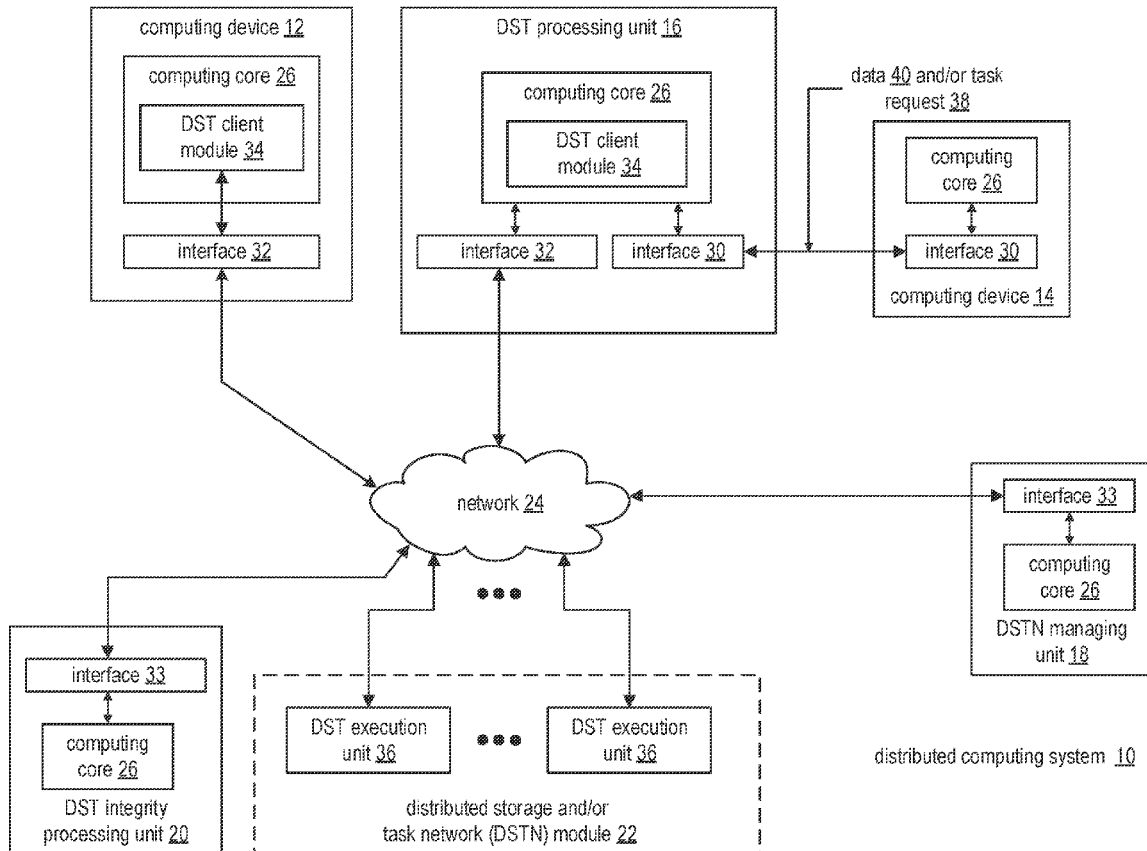 computing device 12
computing core 26
DST client
module 34
interface 32
DST processing unit 16
computing core 26
DST client
module 34
interface 32
interface 30
data 40 and/or task
request 38
computing
core 26
interface 30
computing device 14
network 24
interface 33
computing
core 26
DSTN managing
unit 18
interface 33
computing
core 26
DST integrity
processing unit 20
DST execution
unit 36
DST execution
unit 36
distributed storage and/or
task network (DSTN) module 22
distributed computing system 10